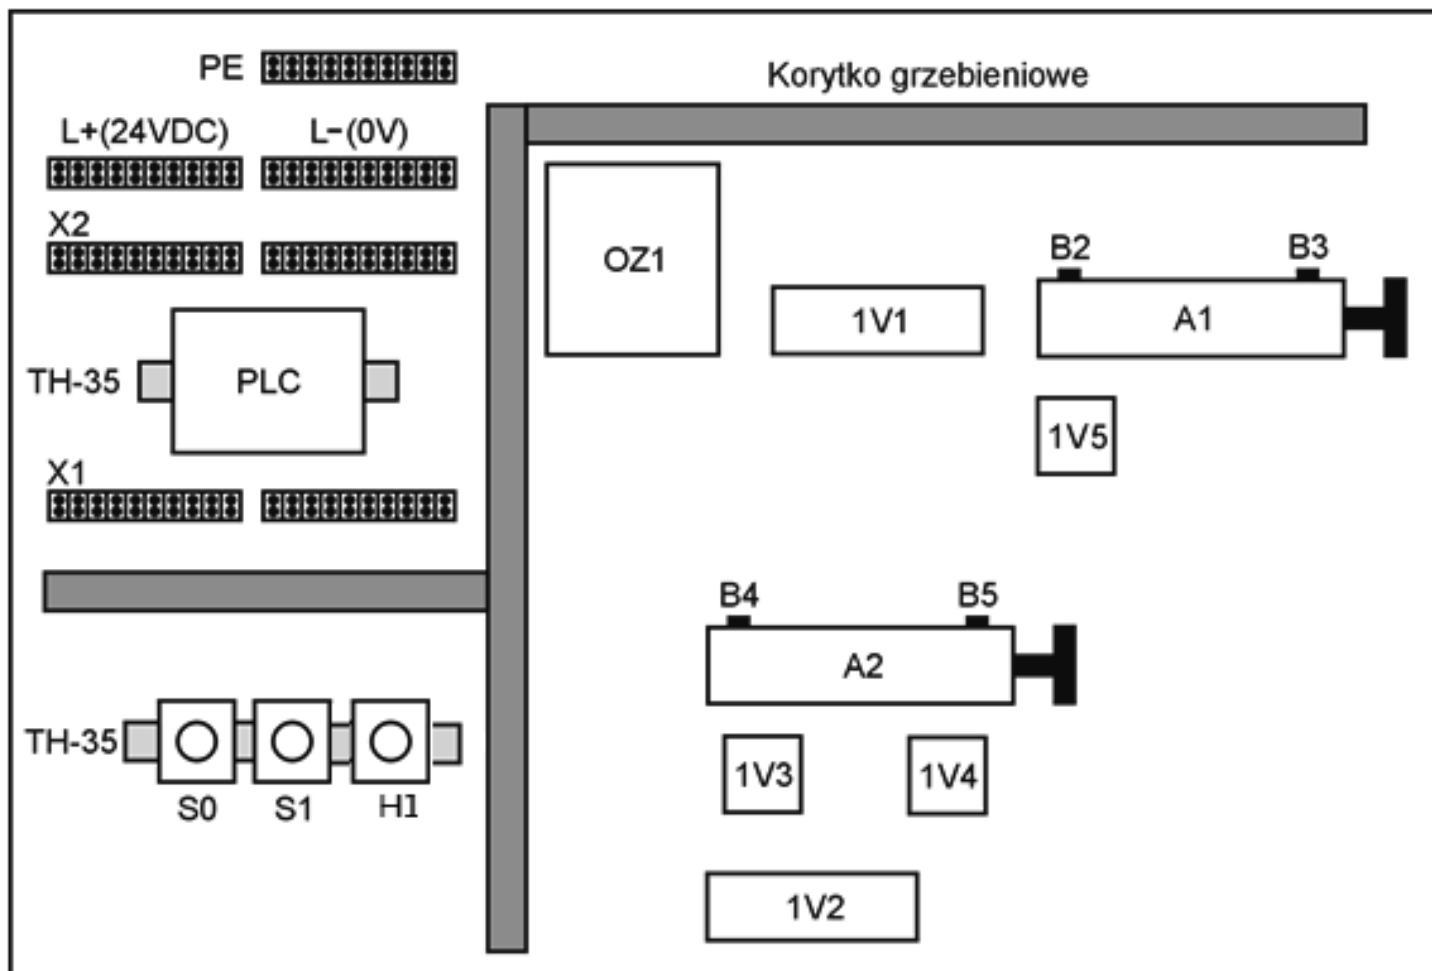 PE
Korytko grzebieniowe
L+(24VDC)
L-(0V)
X2
OZ1
B2
B3
1V1
A1
TH-35
PLC
1V5
X1
B4
B5
A2
TH-35
1V3
1V4
S0
S1
H1
1V2